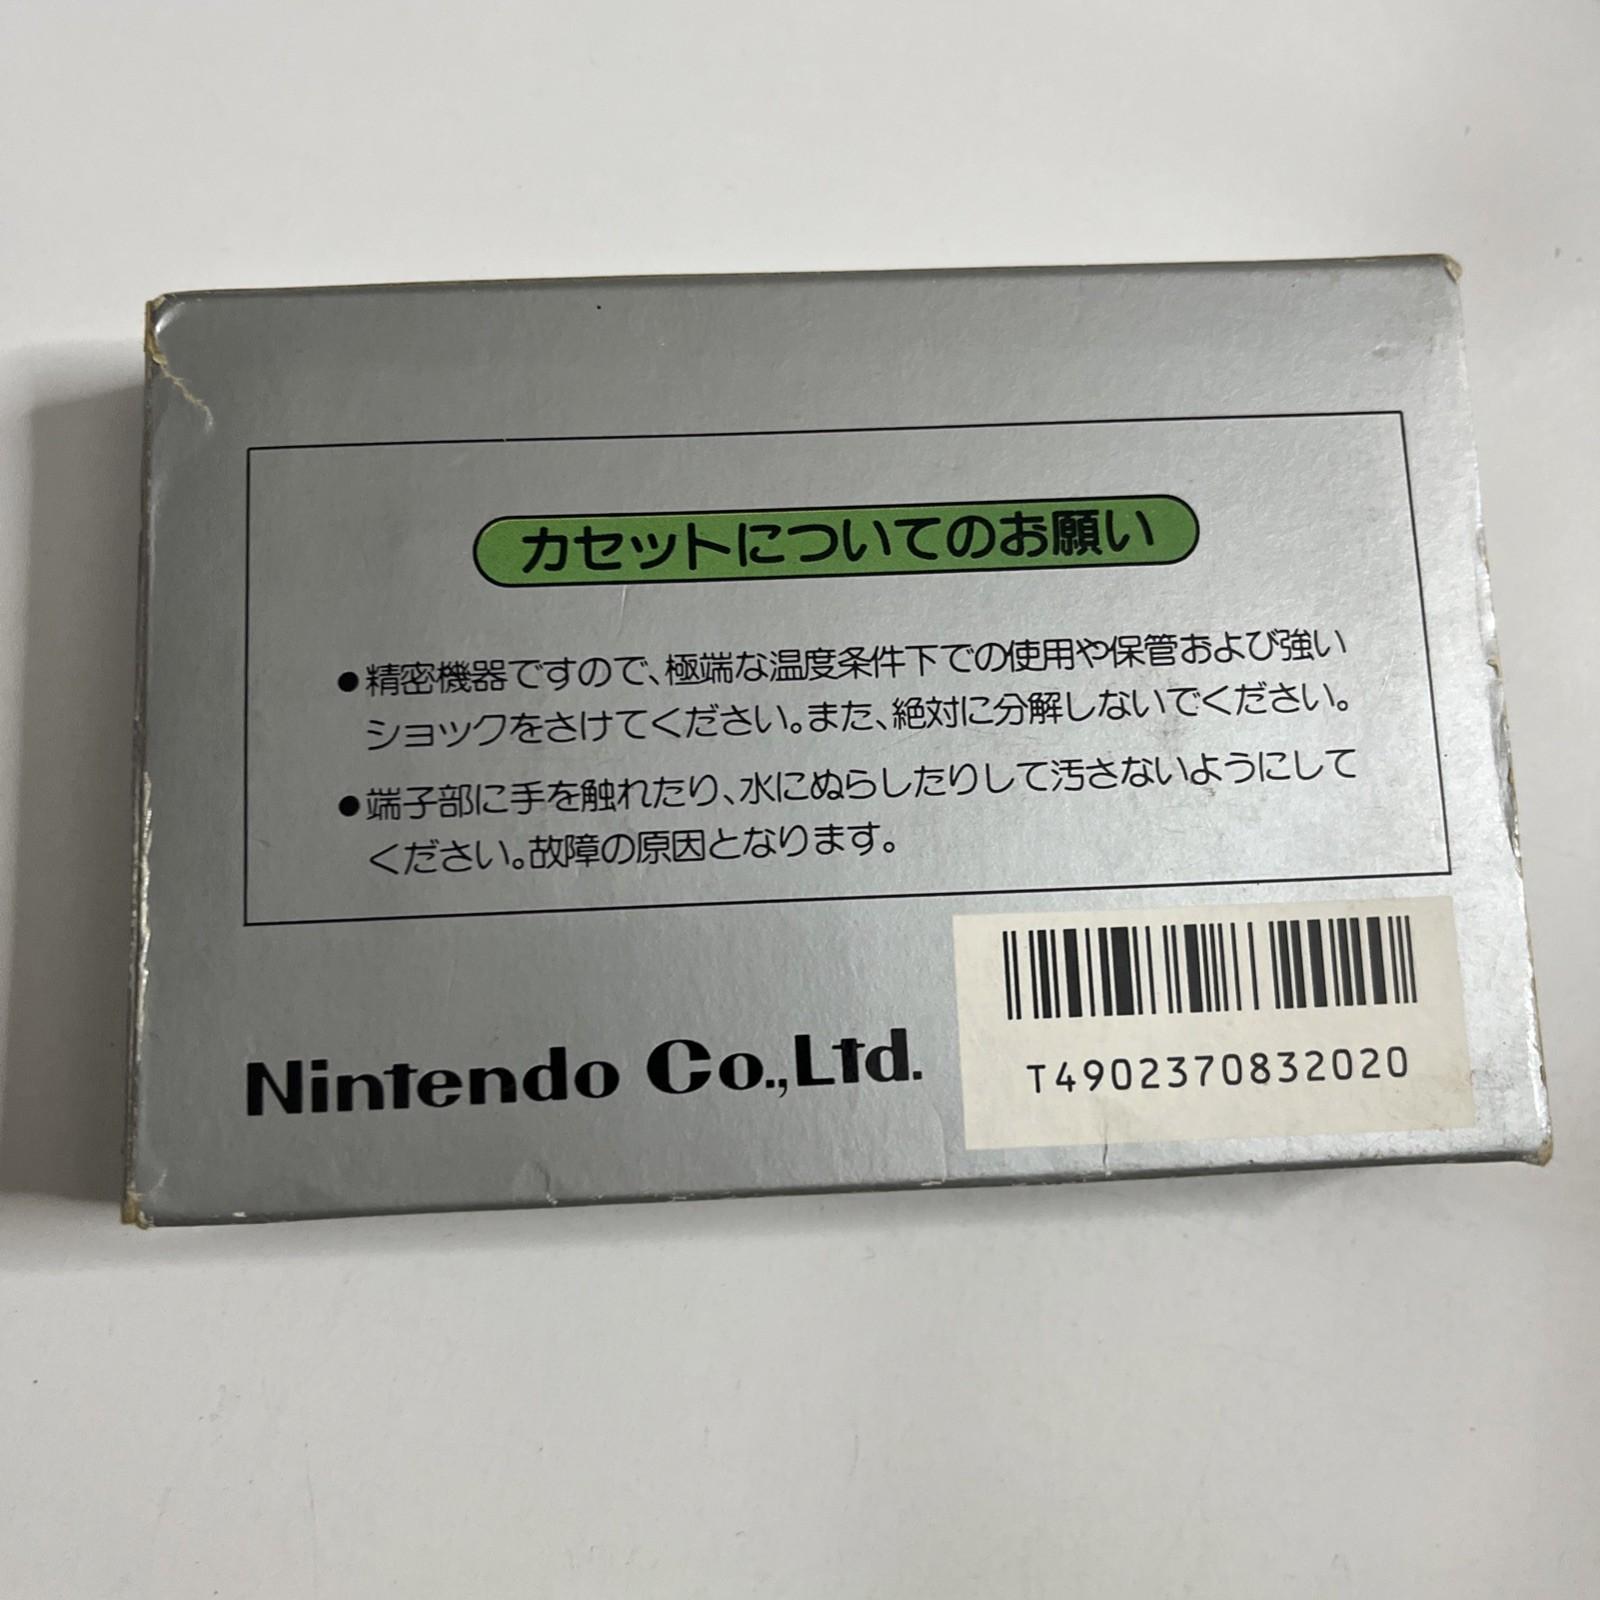 カセットについてのお願い
●精密機器ですので、極端な温度条件下での使用や保管および強い
ショックをさけてください。また、絶対に分解しないでください。
●端子部に手を触れたり、水にぬらしたりして汚さないようにして
ください。故障の原因となります。
Nintendo Co.,Ltd.
T4902370832020